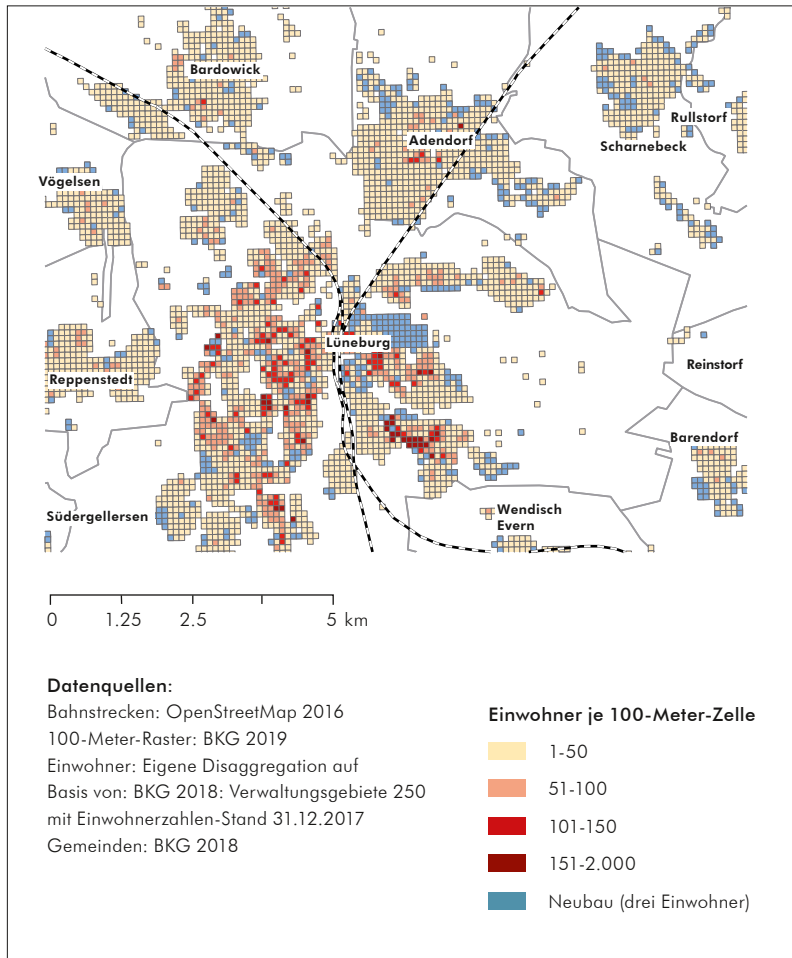 Bardowick
Rullstorf
Adendorf
Scharnebeck
Vögelsen
Lüneburg
Reinstorf
Reppenstedt
Barendorf
Südergellersen
Wendisch
Evern
0 1.25 2.5 5 km
Datenquellen:
Bahnstrecken: OpenStreetMap 2016
100-Meter-Raster: BKG 2019
Einwohner: Eigene Disaggregation auf
Basis von: BKG 2018: Verwaltungsgebiete 250
mit Einwohnerzahlen-Stand 31.12.2017
Gemeinden: BKG 2018
Einwohner je 100-Meter-Zelle
1-50
51-100
101-150
151-2.000
Neubau (drei Einwohner)